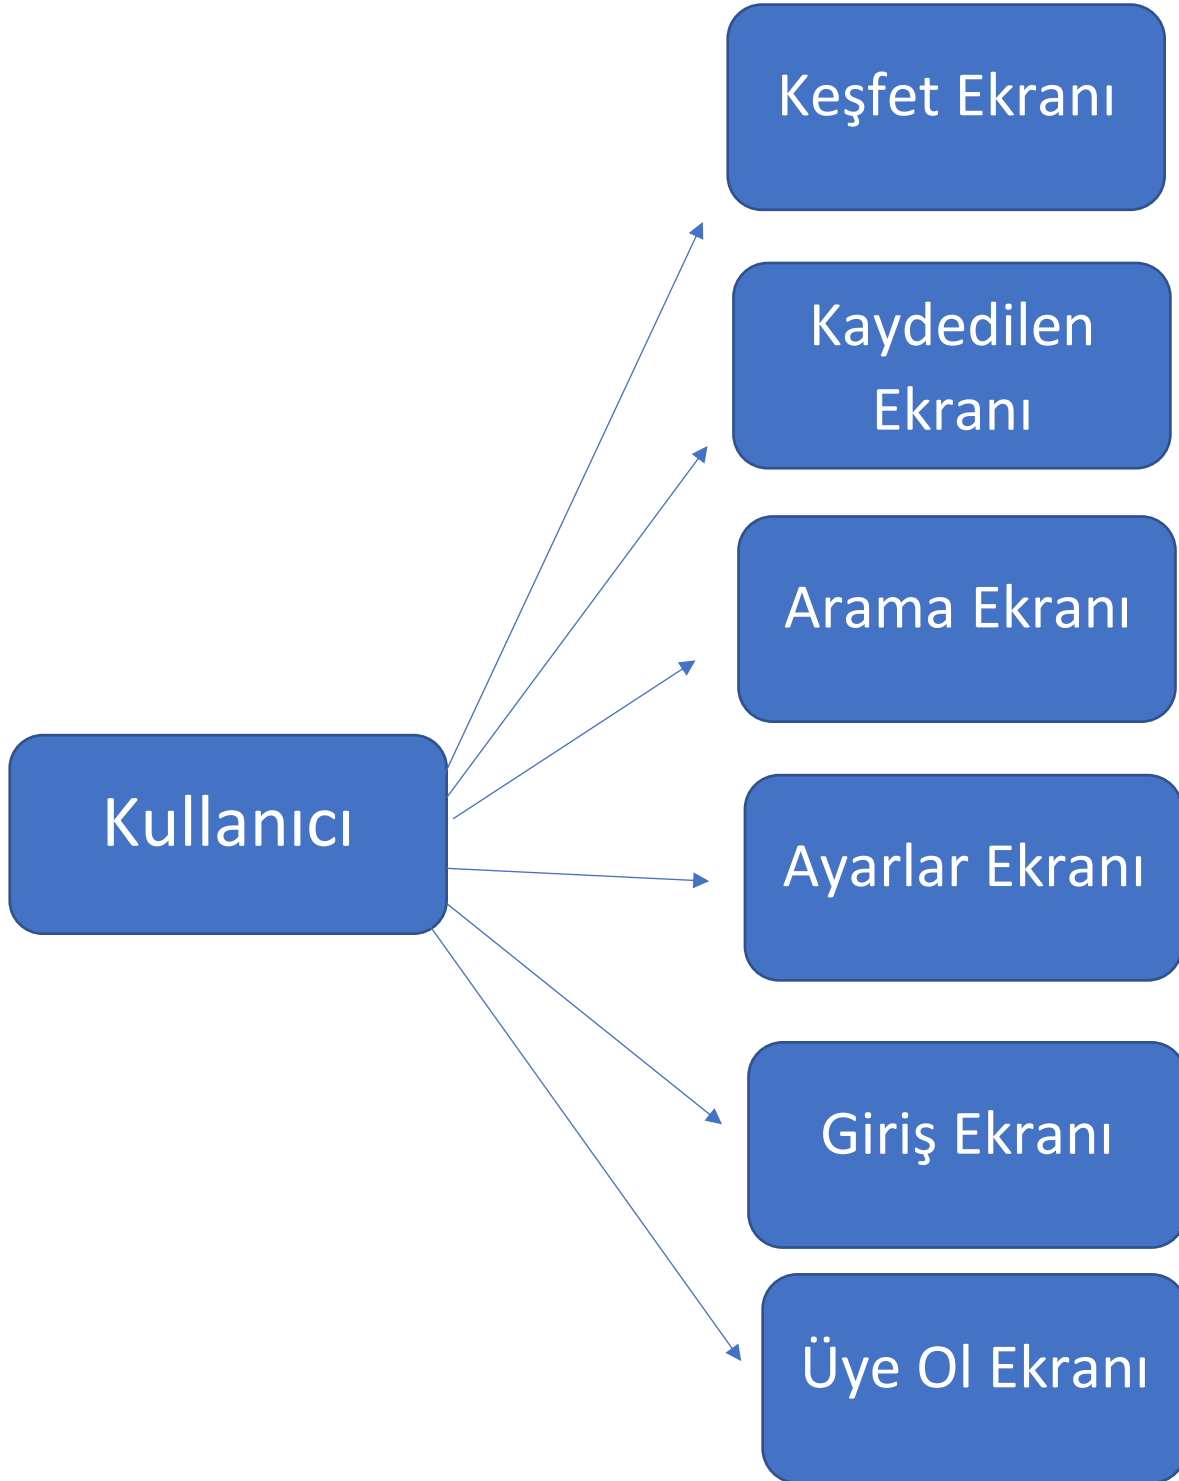 Keşfet Ekranı
Kaydedilen
Ekranı
Arama Ekranı
Kullanıcı
Ayarlar Ekranı
Giriş Ekranı
Üye Ol Ekranı